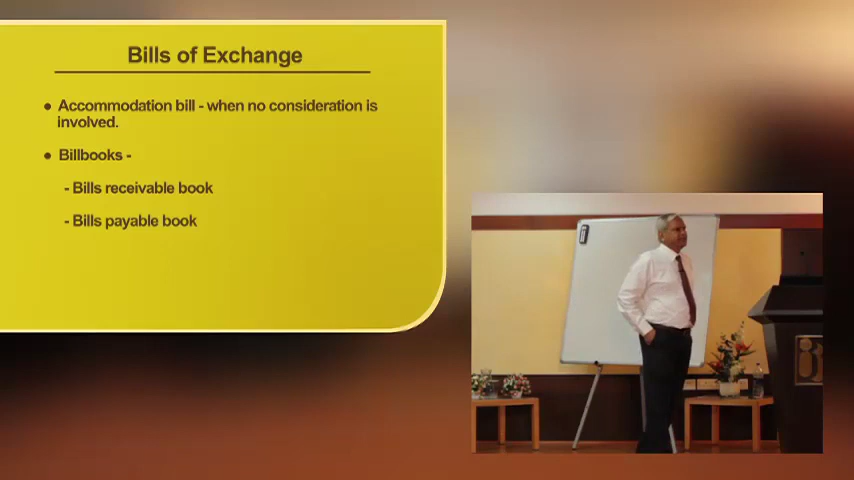 Bills of Exchange
● Accommodation bill - when no consideration is
involved.
● Billbooks -
- Bills receivable book
- Bills payable book